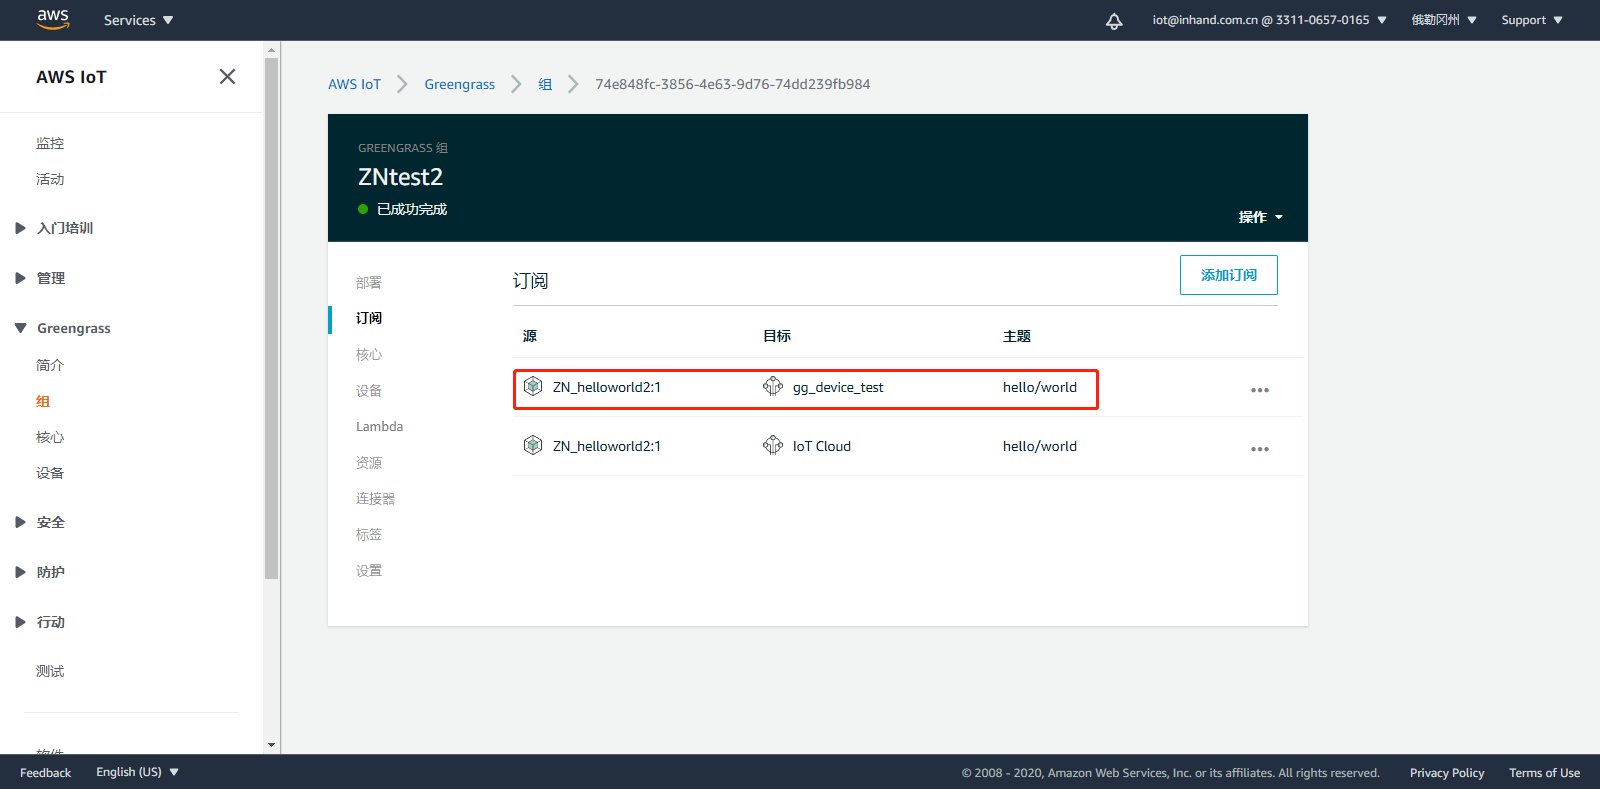 aws Services iot@inhand.com.cn @ 3311-0657-0165 俄勒冈州 Support
AWS IoT
监控
活动
入门培训
管理
Greengrass
简介
组
核心
设备
安全
防护
行动
测试
软件
AWS IoT Greengrass 组 74e848fc-3856-4e63-9d76-74dd239fb984
GREENGRASS 组
ZNtest2
已成功完成
操作
部署
订阅
核心
设备
Lambda
资源
连接器
标签
设置
订阅 添加订阅
源 目标 主题
ZN_helloworld2:1 gg_device_test hello/world
ZN_helloworld2:1 IoT Cloud hello/world
Feedback English (US) © 2008 - 2020, Amazon Web Services, Inc. or its affiliates. All rights reserved. Privacy Policy Terms of Use